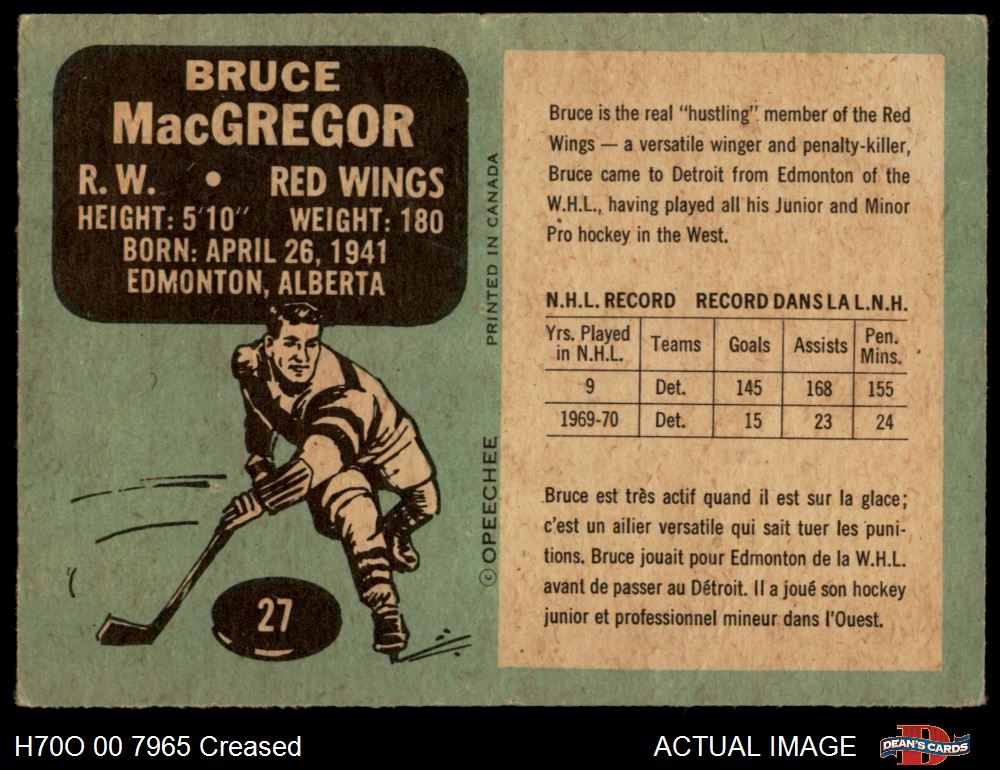 BRUCE
MacGREGOR
R. W. • RED WINGS
HEIGHT: 5'10" WEIGHT: 180
BORN: APRIL 26, 1941
EDMONTON, ALBERTA
27
© OPEECHEE PRINTED IN CANADA
Bruce is the real "hustling" member of the Red
Wings — a versatile winger and penalty-killer,
Bruce came to Detroit from Edmonton of the
W.H.L., having played all his Junior and Minor
Pro hockey in the West.
N.H.L. RECORD RECORD DANS LA L.N.H.
Yrs. Played in N.H.L. Teams Goals Assists Pen. Mins.
9 Det. 145 168 155
1969-70 Det. 15 23 24
Bruce est très actif quand il est sur la glace;
c'est un ailier versatile qui sait tuer les puni-
tions. Bruce jouait pour Edmonton de la W.H.L.
avant de passer au Détroit. Il a joué son hockey
junior et professionnel mineur dans l'Ouest.
H70O 00 7965 Creased
ACTUAL IMAGE
DEAN'S CARDS